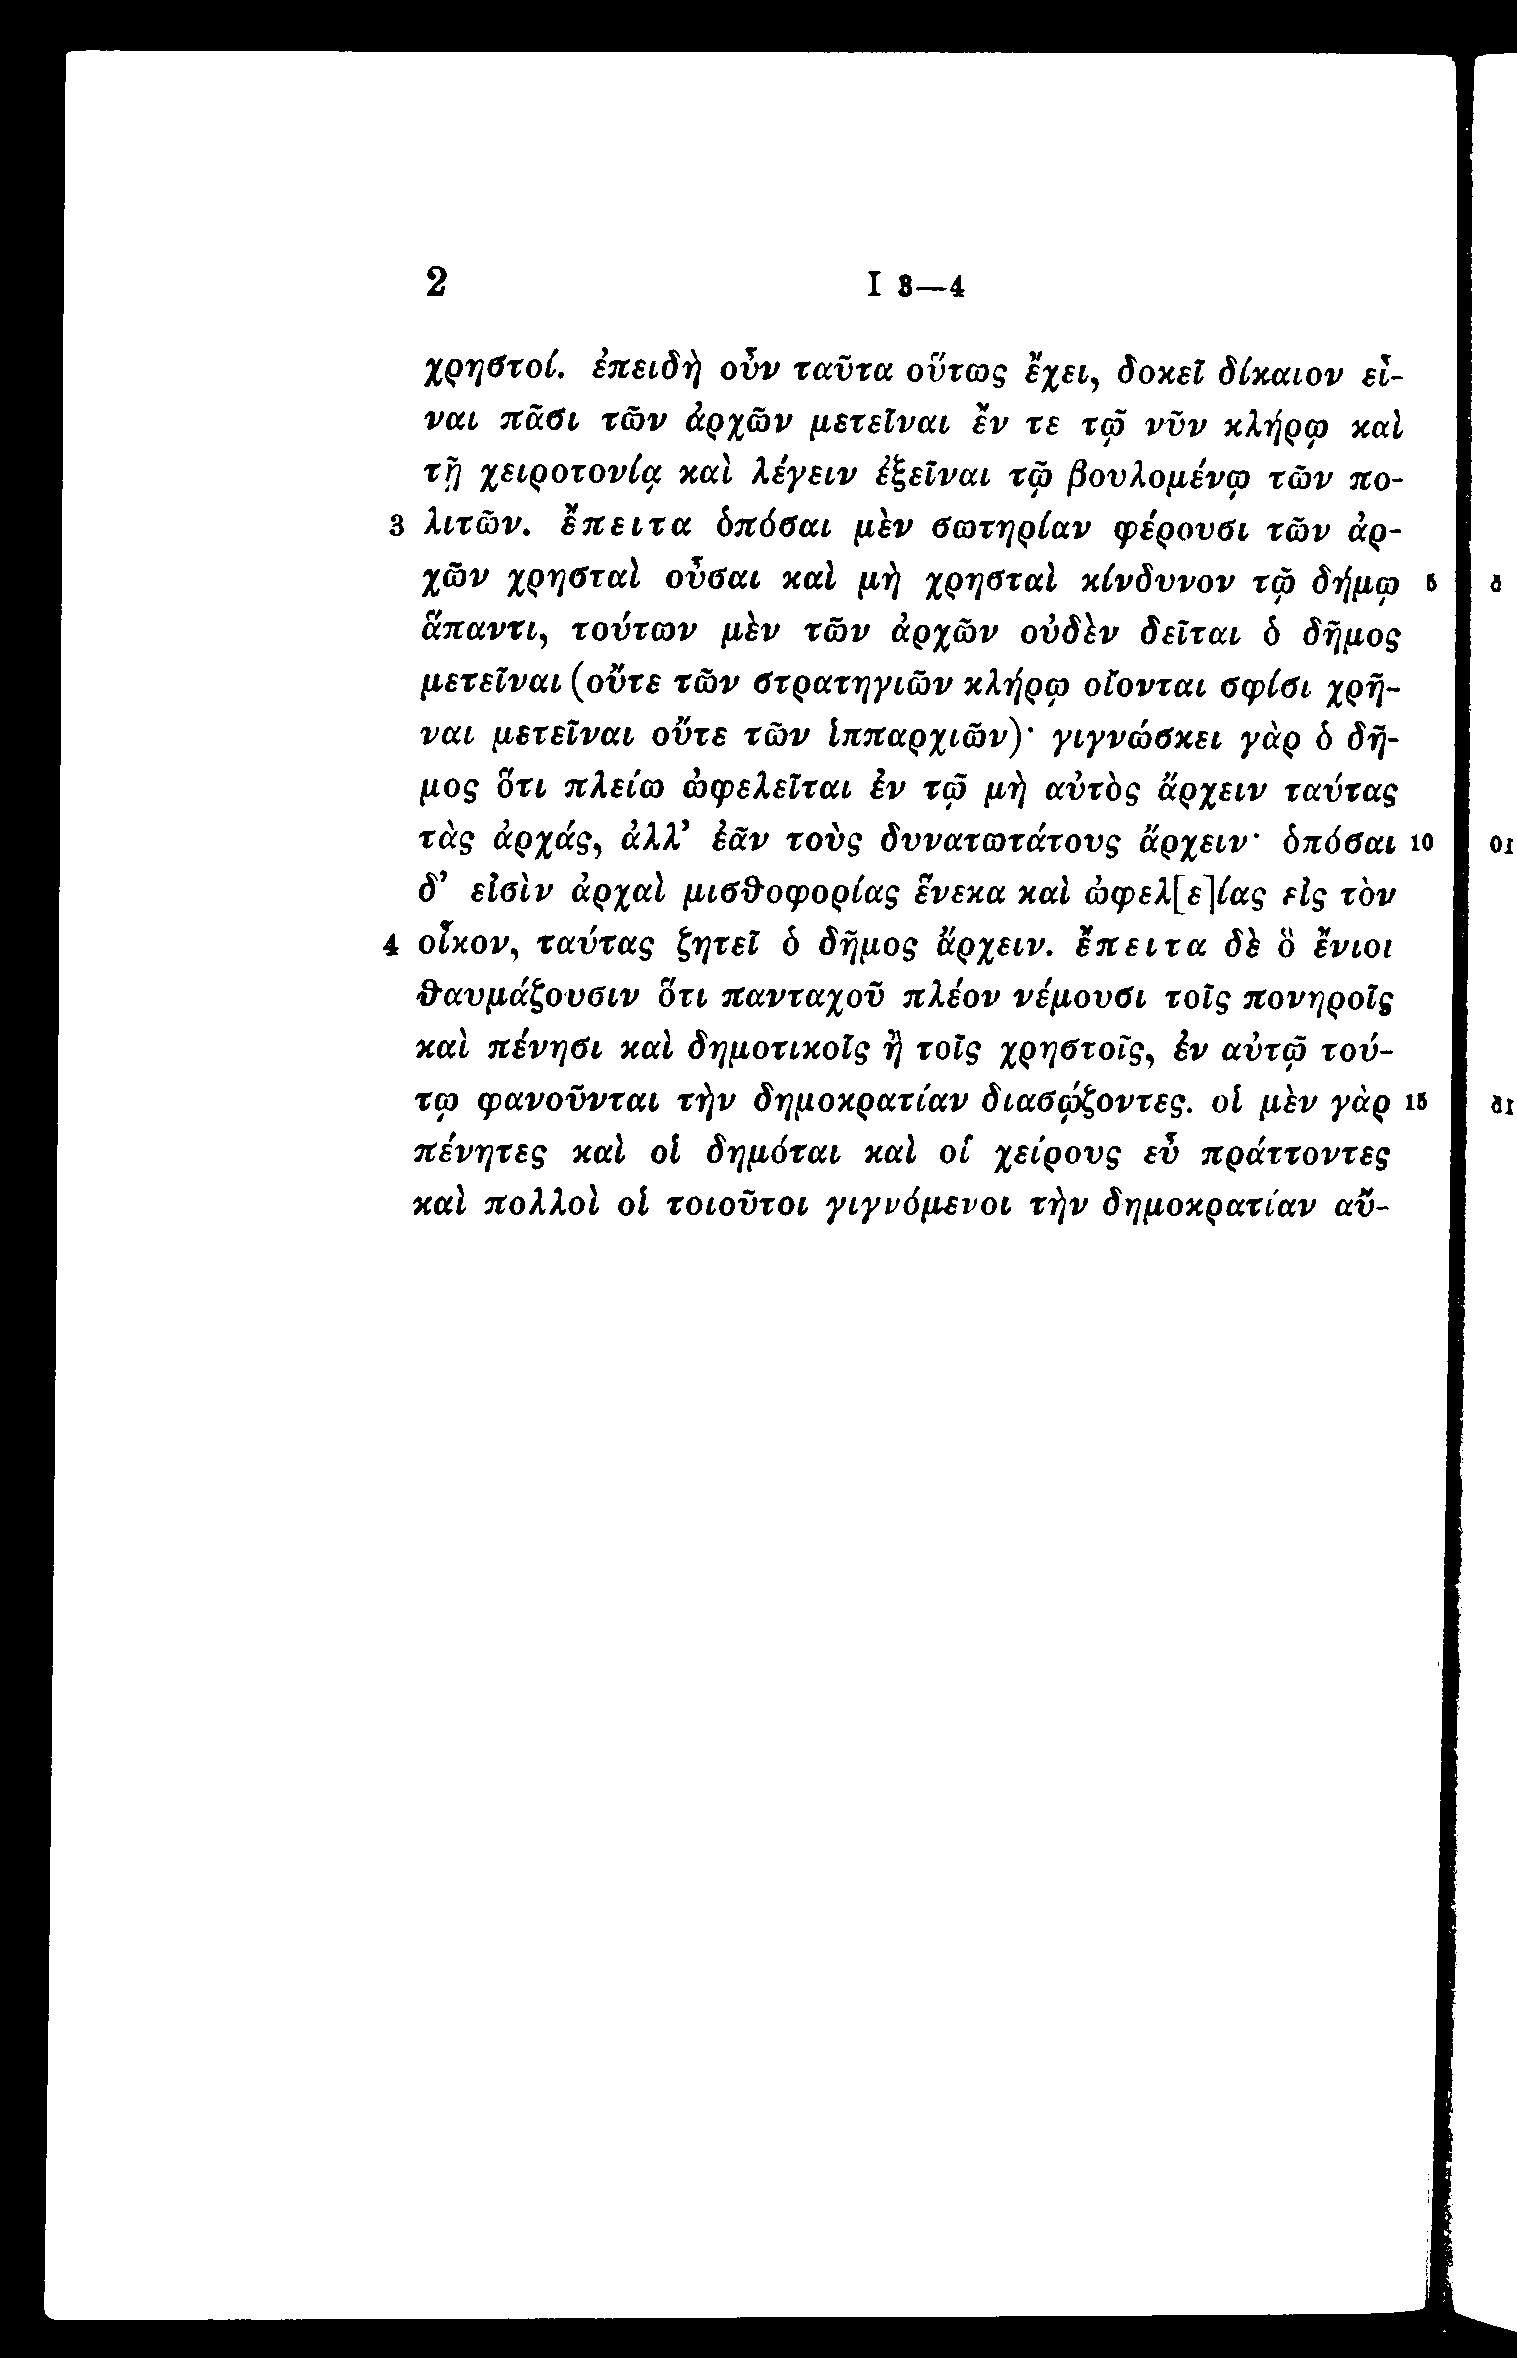 2 I 3—4
χρηστοί. ἐπειδὴ οὖν ταῦτα οὕτως ἔχει, δοκεῖ δίκαιον εἶ-
ναι πᾶσι τῶν ἀρχῶν μετεῖναι ἔν τε τῷ νῦν κλήρῳ καὶ
τῇ χειροτονίᾳ καὶ λέγειν ἐξεῖναι τῷ βουλομένῳ τῶν πο-
3 λιτῶν. ἔπειτα ὁπόσαι μὲν σωτηρίαν φέρουσι τῶν ἀρ-
χῶν χρησταὶ οὖσαι καὶ μὴ χρησταὶ κίνδυνον τῷ δήμῳ 5
ἅπαντι, τούτων μὲν τῶν ἀρχῶν οὐδὲν δεῖται ὁ δῆμος
μετεῖναι (οὔτε τῶν στρατηγιῶν κλήρῳ οἴονται σφίσι χρῆ-
ναι μετεῖναι οὔτε τῶν ἱππαρχιῶν)· γιγνώσκει γὰρ ὁ δῆ-
μος ὅτι πλείω ὠφελεῖται ἐν τῷ μὴ αὐτὸς ἄρχειν ταύτας
τὰς ἀρχάς, ἀλλ’ ἐᾶν τοὺς δυνατωτάτους ἄρχειν· ὁπόσαι 10
δ’ εἰσὶν ἀρχαὶ μισθοφορίας ἕνεκα καὶ ὠφελ[ε]ίας εἰς τὸν
4 οἶκον, ταύτας ζητεῖ ὁ δῆμος ἄρχειν. ἔπειτα δὲ ὃ ἔνιοι
θαυμάζουσιν ὅτι πανταχοῦ πλέον νέμουσι τοῖς πονηροῖς
καὶ πένησι καὶ δημοτικοῖς ἢ τοῖς χρηστοῖς, ἐν αὐτῷ τού-
τῳ φανοῦνται τὴν δημοκρατίαν διασῴζοντες. οἱ μὲν γὰρ 15
πένητες καὶ οἱ δημόται καὶ οἱ χείρους εὖ πράττοντες
καὶ πολλοὶ οἱ τοιοῦτοι γιγνόμενοι τὴν δημοκρατίαν αὔ-